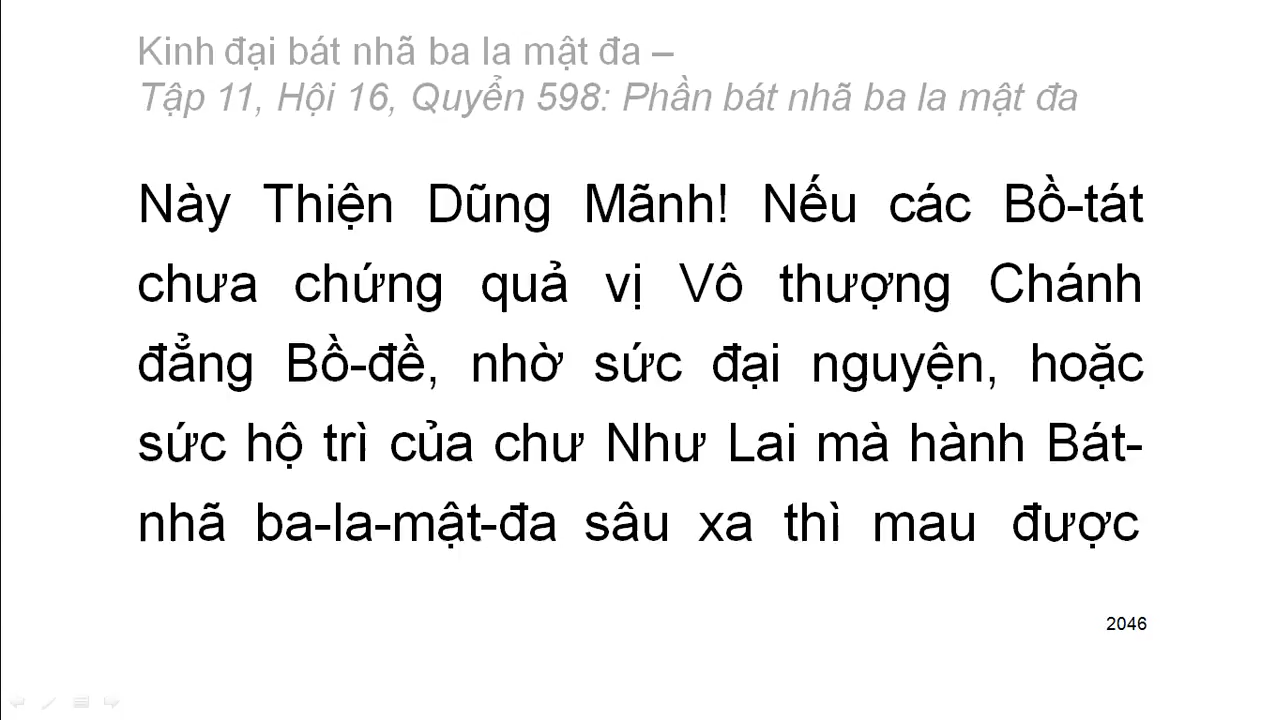 Kinh đại bát nhã ba la mật đa –
Tập 11, Hội 16, Quyển 598: Phần bát nhã ba la mật đa
Này Thiện Dũng Mãnh! Nếu các Bồ-tát
chưa chứng quả vị Vô thượng Chánh
đẳng Bồ-đề, nhờ sức đại nguyện, hoặc
sức hộ trì của chư Như Lai mà hành Bát-
nhã ba-la-mật-đa sâu xa thì mau được
2046